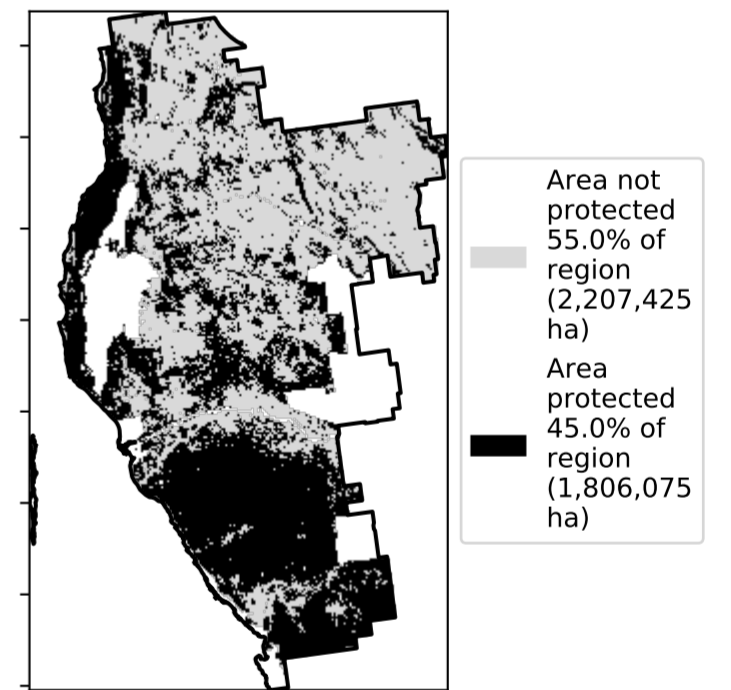 Area not
protected
55.0% of
region
(2,207,425
ha)
Area
protected
45.0% of
region
(1,806,075
ha)